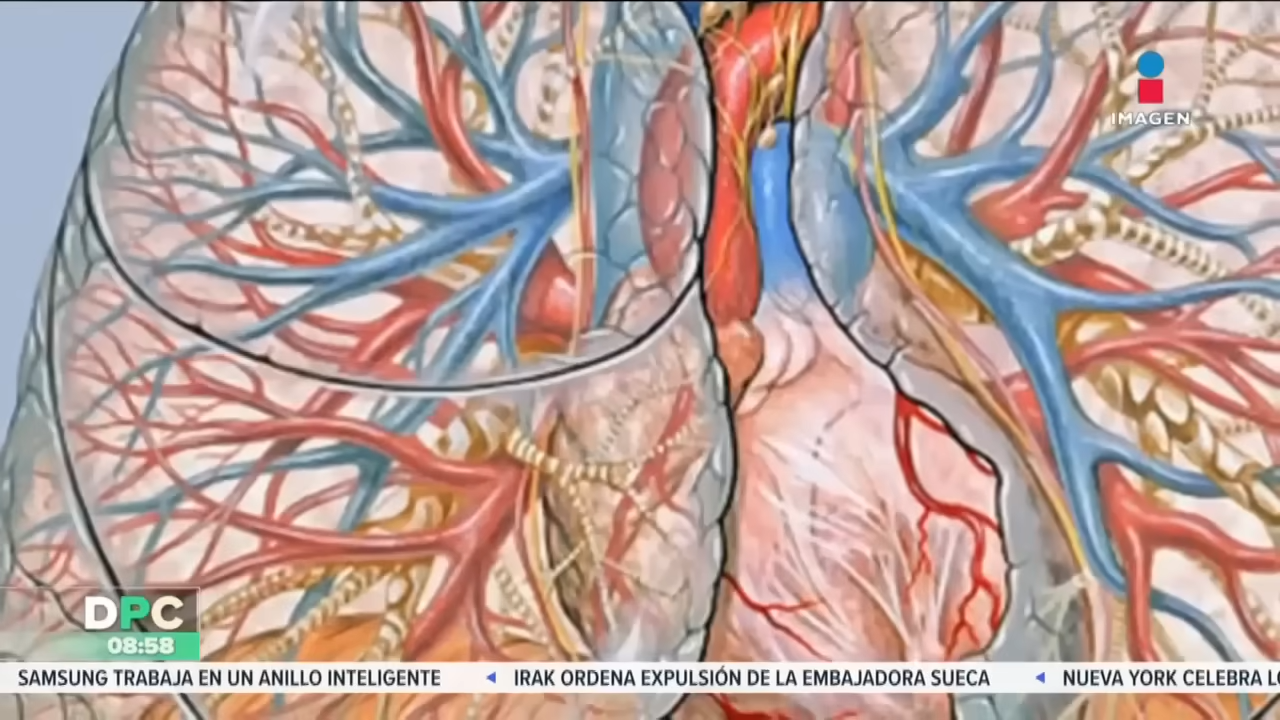 IMAGEN
DPC
08:58
SAMSUNG TRABAJA EN UN ANILLO INTELIGENTE
IRAK ORDENA EXPULSIÓN DE LA EMBAJADORA SUECA
NUEVA YORK CELEBRA